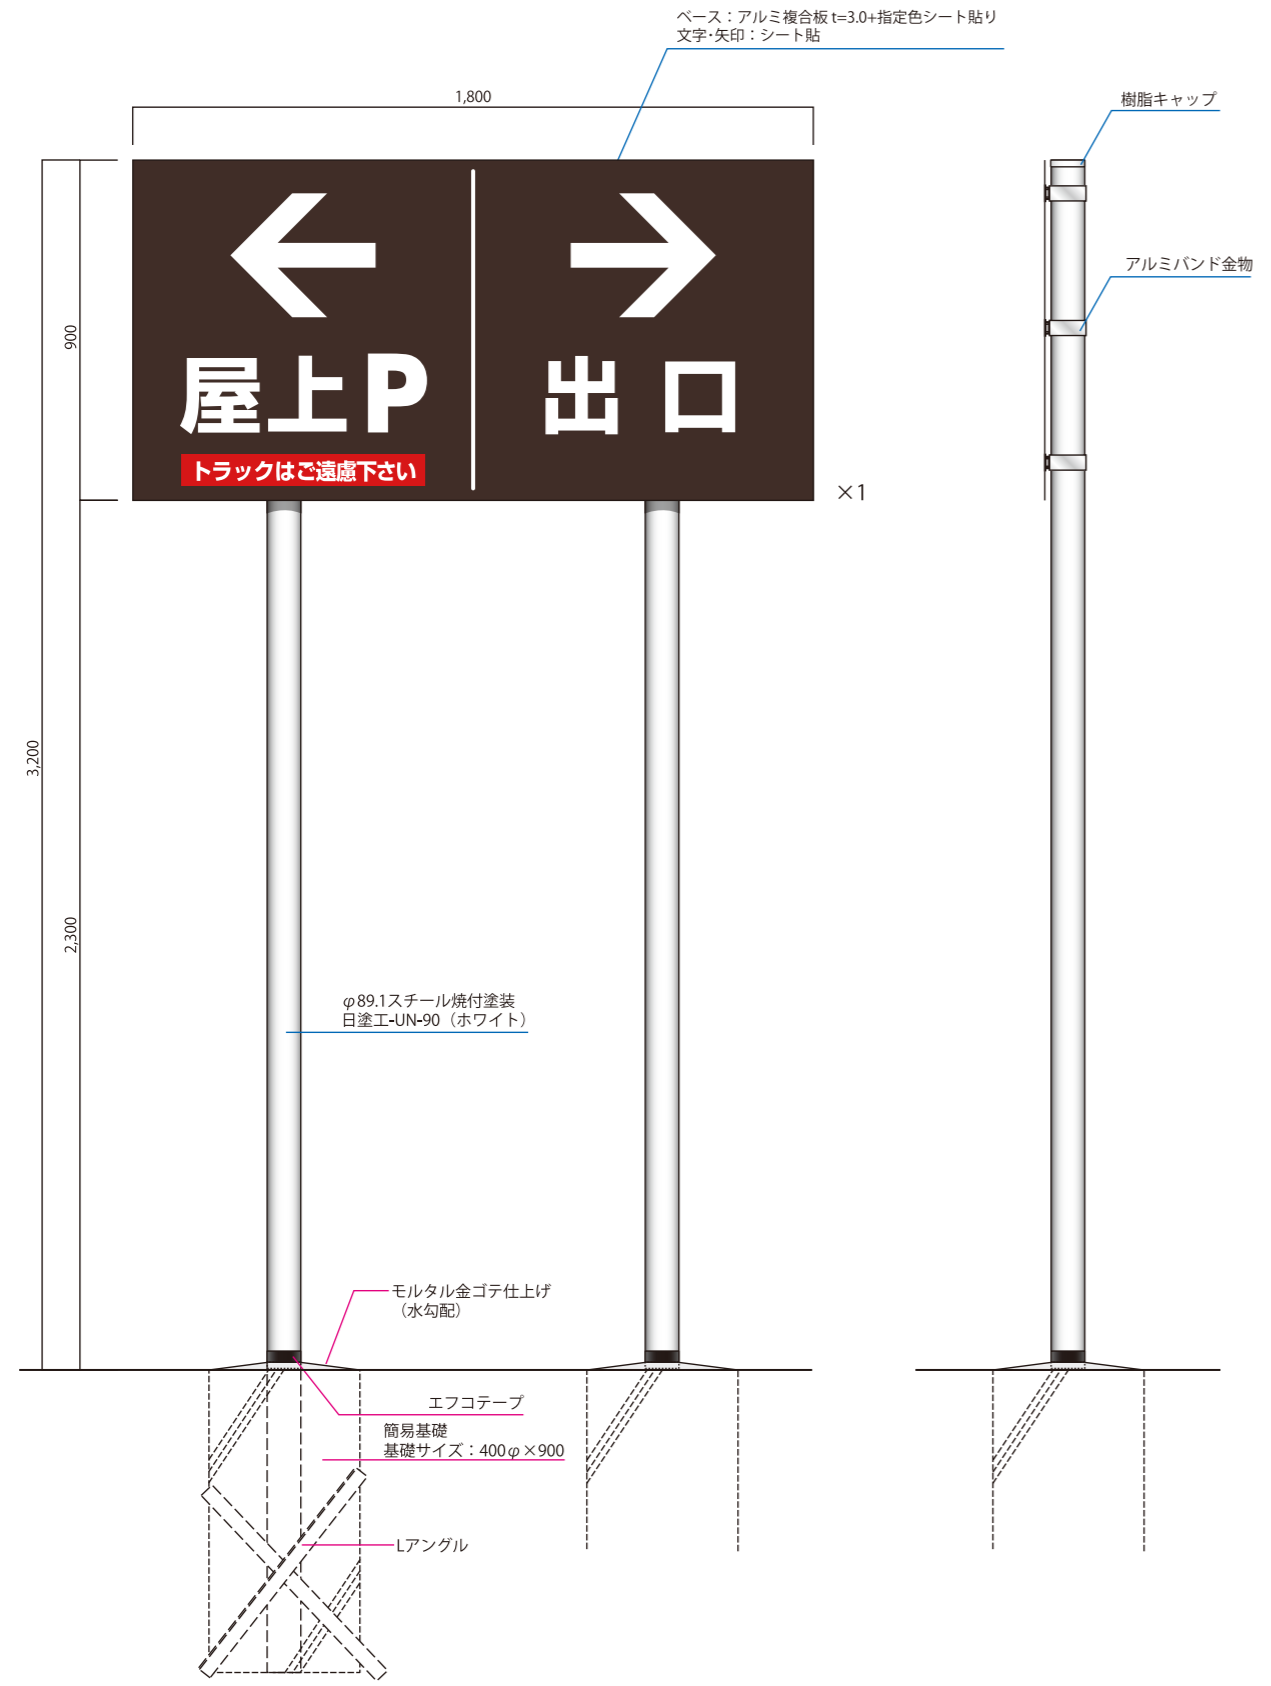 ベース：アルミ複合板 t=3.0+指定色シート貼り
文字･矢印：シート貼
1,800
樹脂キャップ
アルミバンド金物
900
屋上P
出口
トラックはご遠慮下さい
×1
3,200
2,300
φ89.1スチール焼付塗装
日塗工-UN-90（ホワイト）
モルタル金ゴテ仕上げ
（水勾配）
エフコテープ
簡易基礎
基礎サイズ：400φ×900
Lアングル